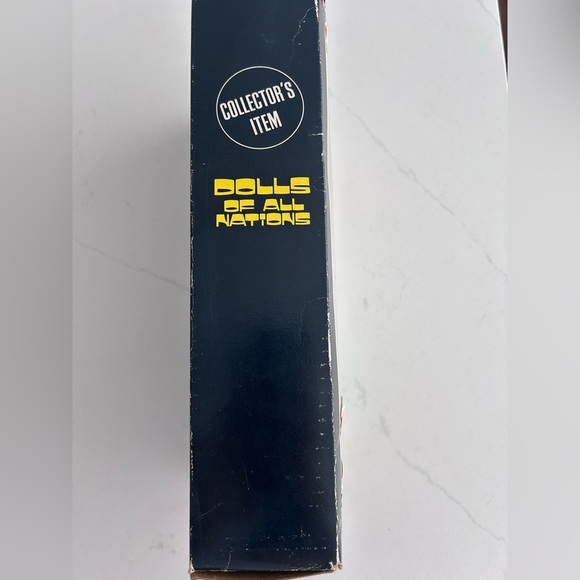 COLLECTOR'S
ITEM
DOLLS
OF ALL
NATIONS